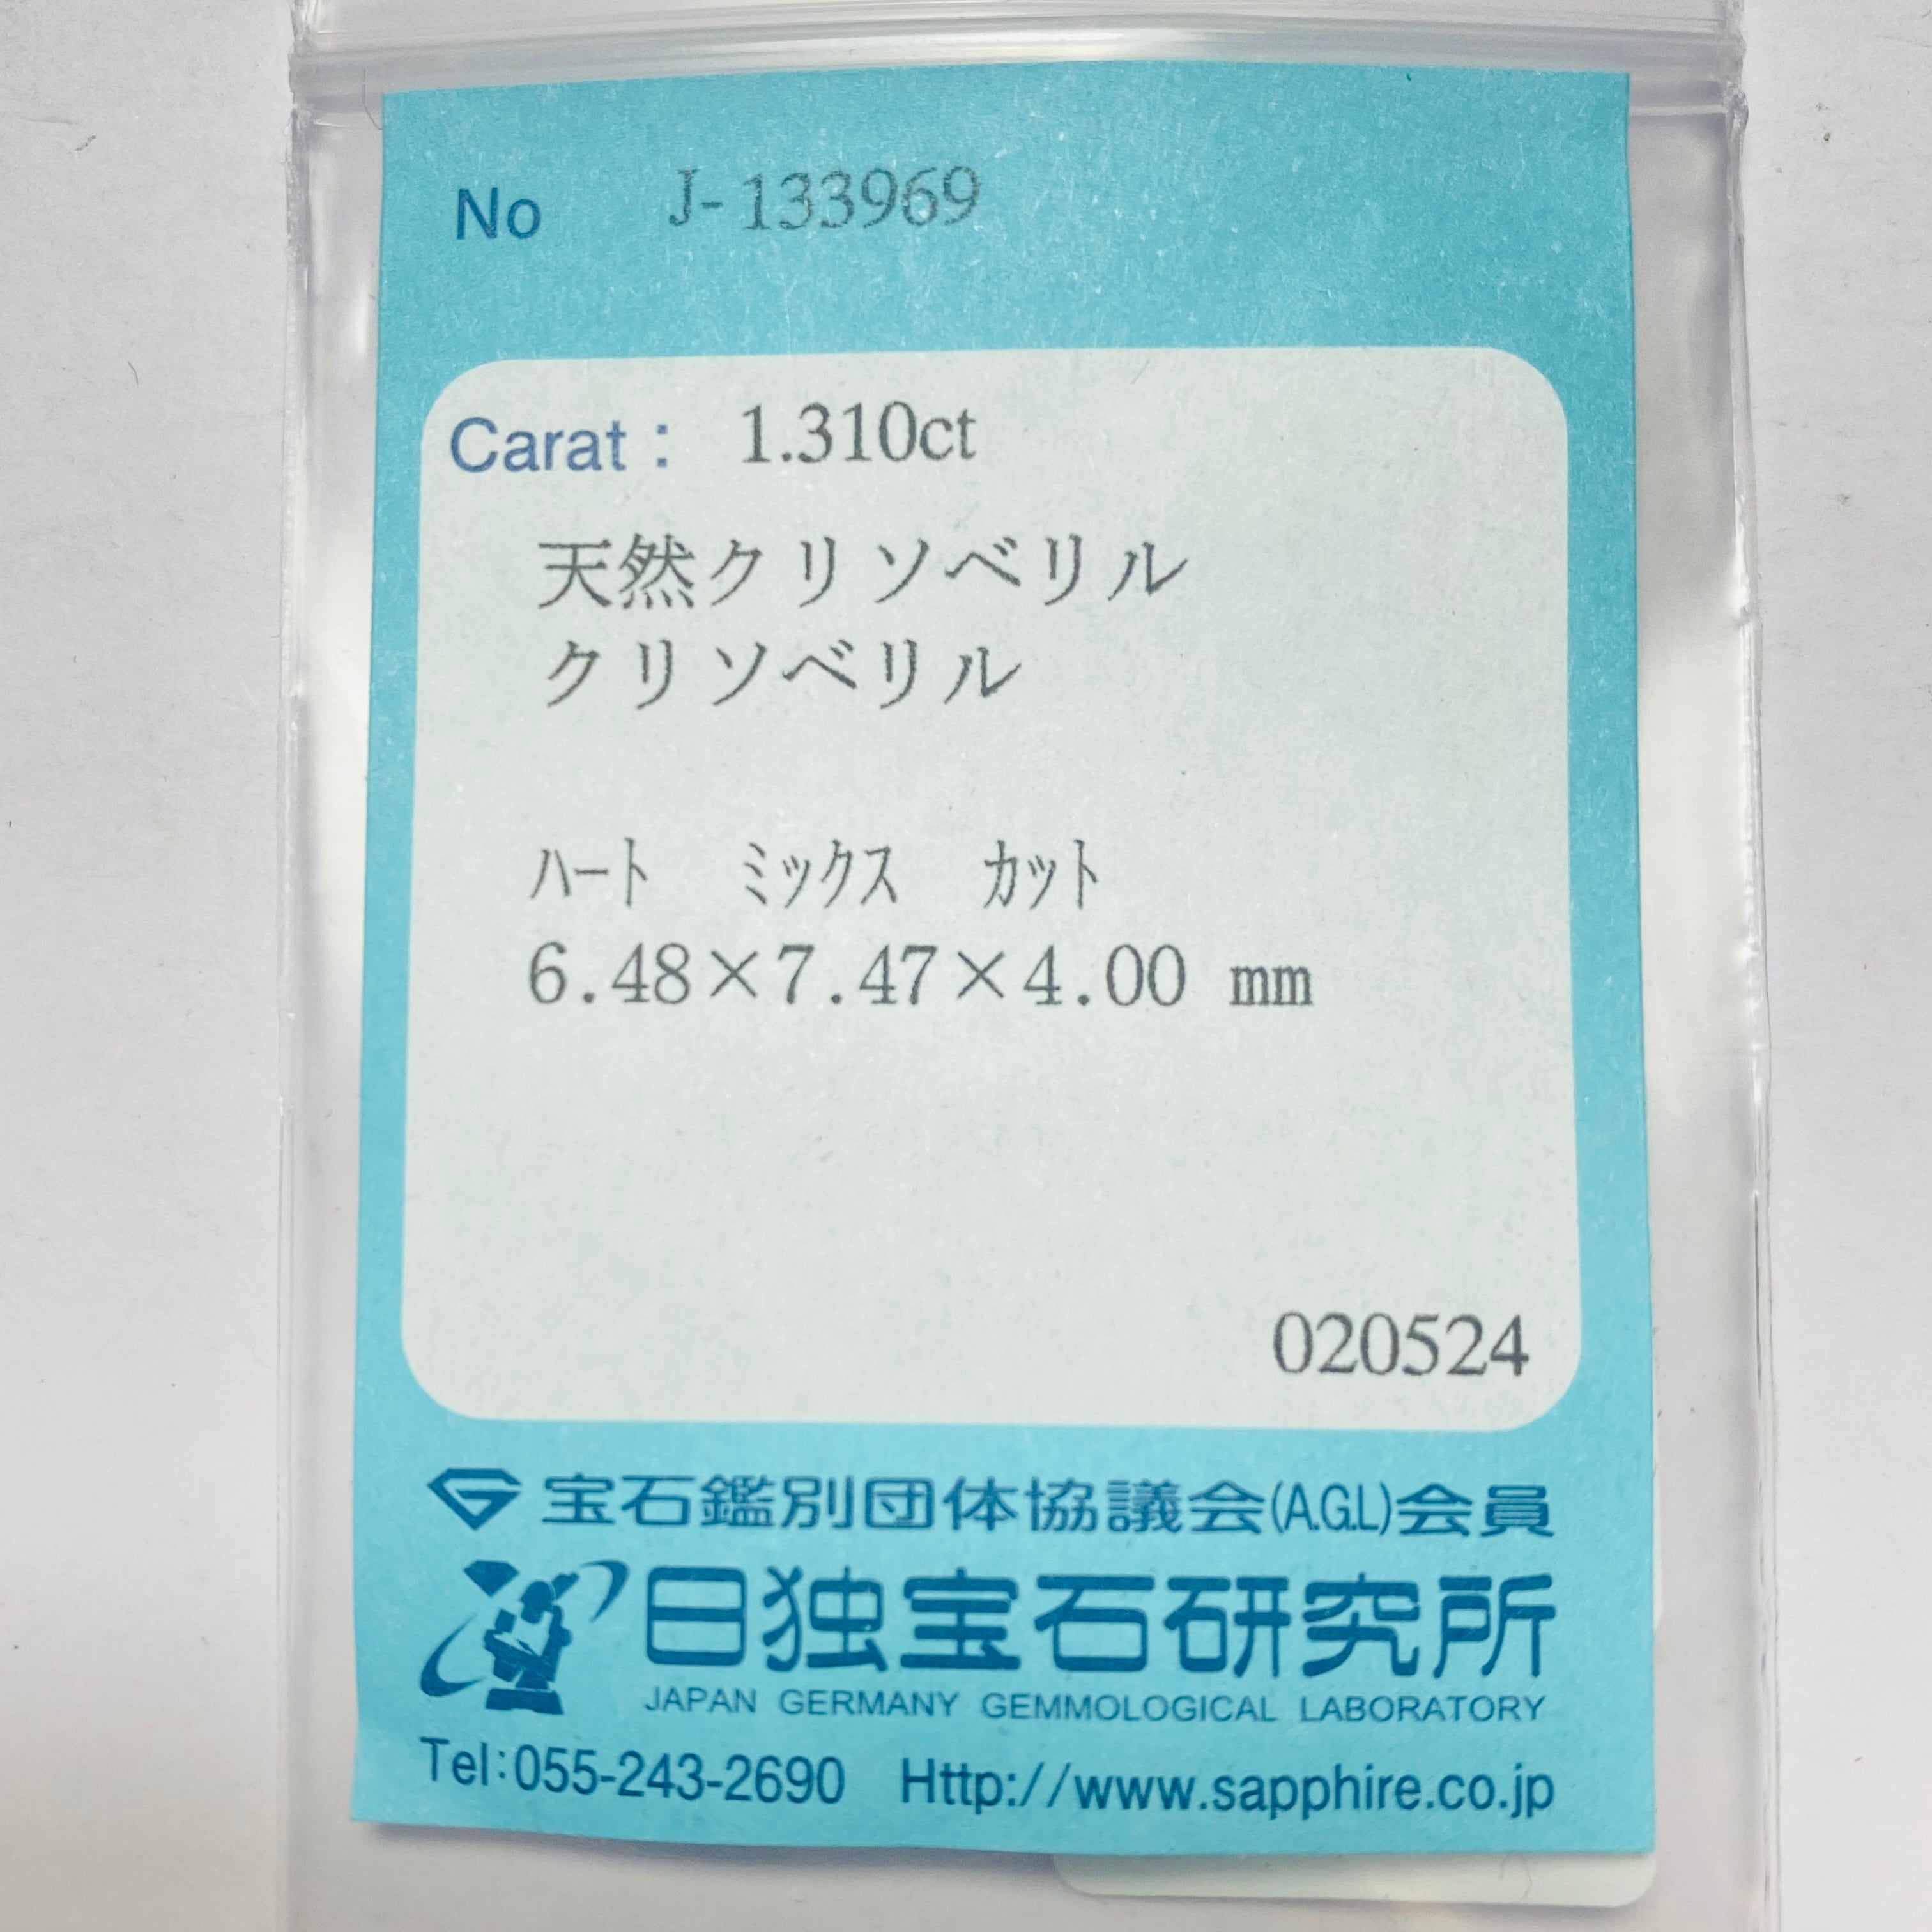 No J-133969
Carat： 1.310ct
天然クリソベリル
クリソベリル
ﾊｰﾄ ﾐｯｸｽ ｶｯﾄ
6.48×7.47×4.00 mm
020524
宝石鑑別団体協議会(A.G.L)会員
日独宝石研究所
JAPAN GERMANY GEMMOLOGICAL LABORATORY
Tel:055-243-2690 Http://www.sapphire.co.jp